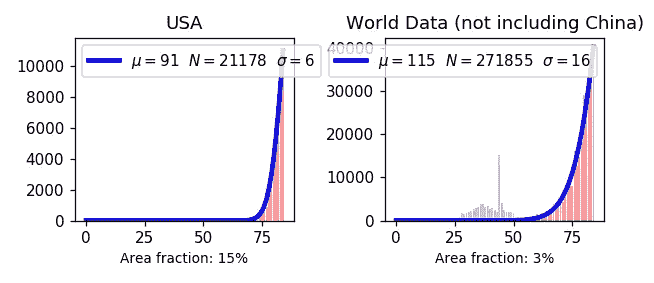 USA
μ = 91 N = 21178 σ = 6
10000
8000
6000
4000
2000
0
0 25 50 75
Area fraction: 15%
World Data (not including China)
μ = 115 N = 271855 σ = 16
40000
30000
20000
10000
0
0 25 50 75
Area fraction: 3%